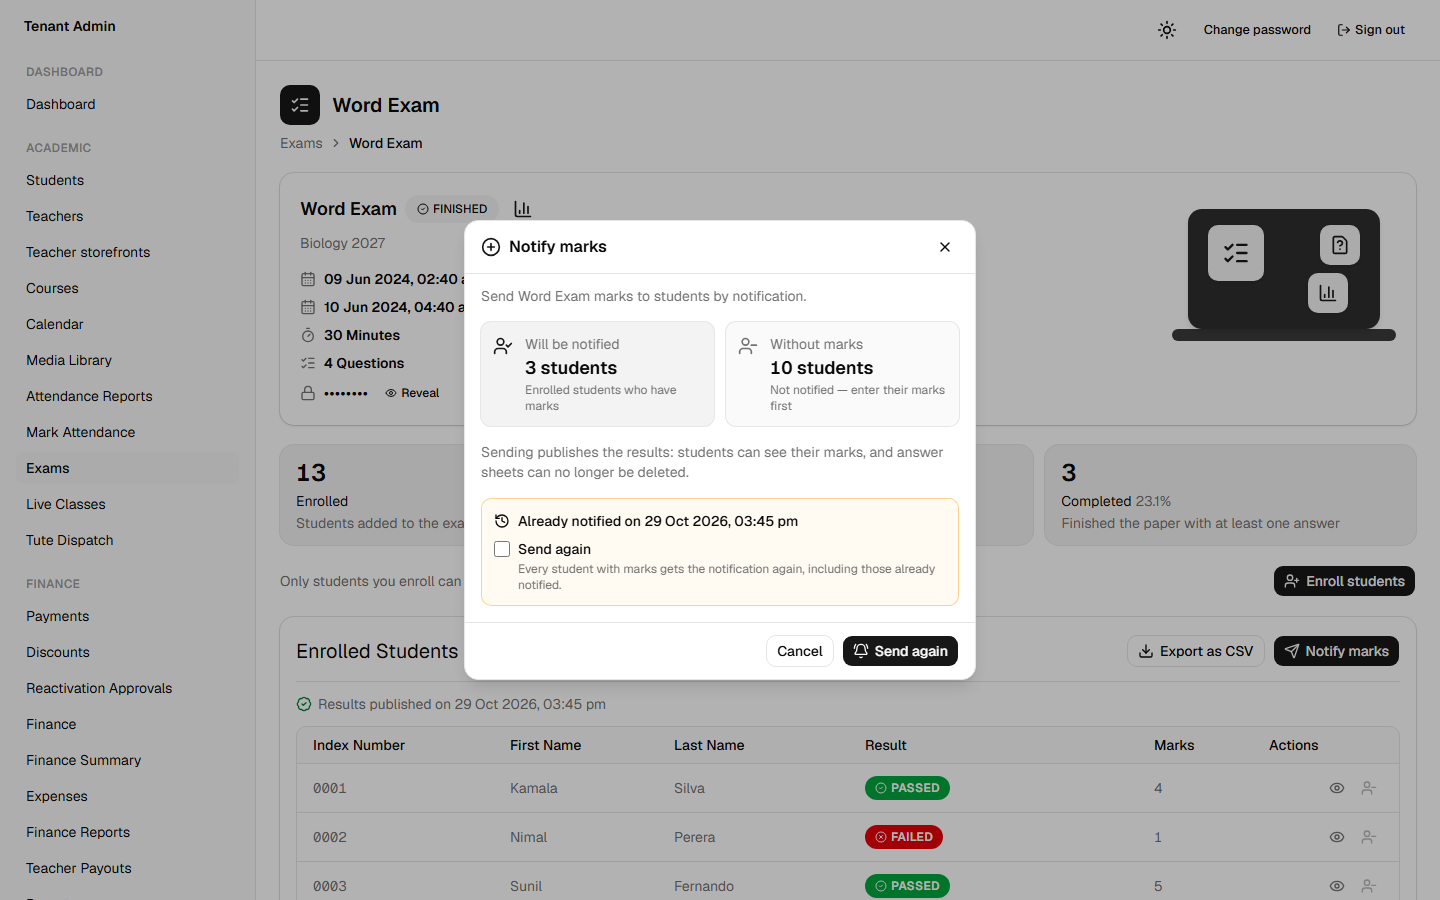 Tenant Admin
Change password
Sign out
DASHBOARD
Dashboard
ACADEMIC
Students
Teachers
Teacher storefronts
Courses
Calendar
Media Library
Attendance Reports
Mark Attendance
Exams
Live Classes
Tute Dispatch
FINANCE
Payments
Discounts
Reactivation Approvals
Finance
Finance Summary
Expenses
Finance Reports
Teacher Payouts
Word Exam
Exams > Word Exam
Word Exam FINISHED
Biology 2027
09 Jun 2024, 02:40
10 Jun 2024, 04:40
30 Minutes
4 Questions
•••••••• Reveal
13
Enrolled
Students added to the
3
Completed 23.1%
Finished the paper with at least one answer
Only students you enroll can
Enroll students
Notify marks
Send Word Exam marks to students by notification.
Will be notified
3 students
Enrolled students who have
marks
Without marks
10 students
Not notified — enter their marks
first
Sending publishes the results: students can see their marks, and answer
sheets can no longer be deleted.
Already notified on 29 Oct 2026, 03:45 pm
Send again
Every student with marks gets the notification again, including those already
notified.
Cancel
Send again
Enrolled Students
Export as CSV
Notify marks
Results published on 29 Oct 2026, 03:45 pm
Index Number First Name Last Name Result Marks Actions
0001 Kamala Silva PASSED 4
0002 Nimal Perera FAILED 1
0003 Sunil Fernando PASSED 5